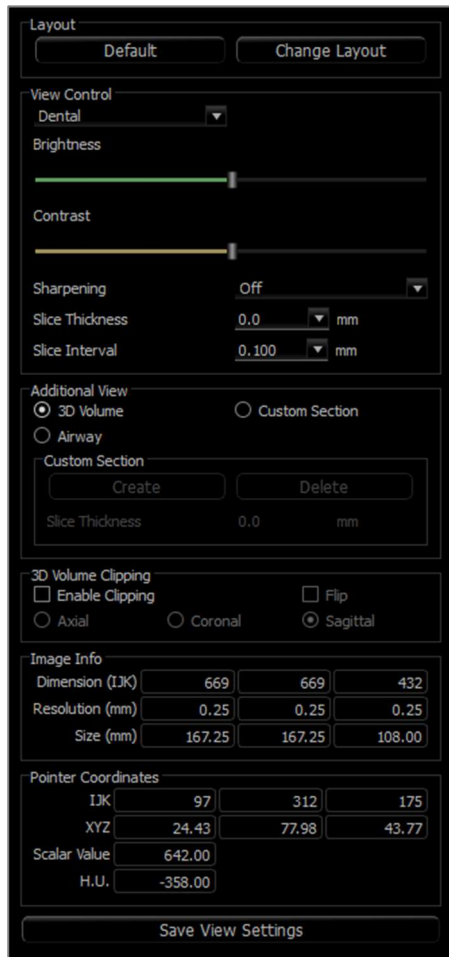 Layout
Default Change Layout
View Control
Dental
Brightness
Contrast
Sharpening Off
Slice Thickness 0.0 mm
Slice Interval 0.100 mm
Additional View
3D Volume Custom Section
Airway
Custom Section
Create Delete
Slice Thickness 0.0 mm
3D Volume Clipping
Enable Clipping Flip
Axial Coronal Sagittal
Image Info
Dimension (IJK) 669 669 432
Resolution (mm) 0.25 0.25 0.25
Size (mm) 167.25 167.25 108.00
Pointer Coordinates
IJK 97 312 175
XYZ 24.43 77.98 43.77
Scalar Value 642.00
H.U. -358.00
Save View Settings